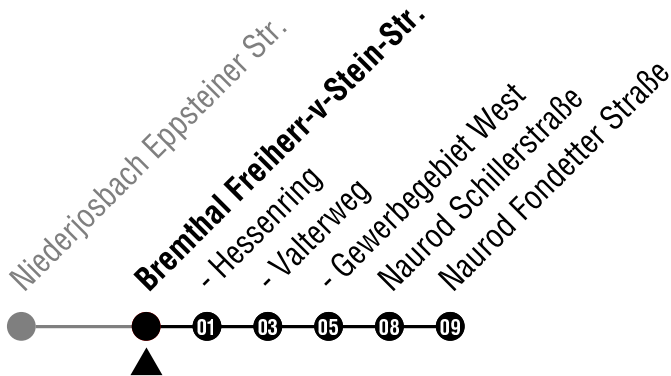 Niederjosbach Eppsteiner Str.
Bremthal Freiherr-v-Stein-Str.
- Hessenring
- Valterweg
- Gewerbegebiet West
Naurod Schillerstraße
Naurod Fondetter Straße
01 03 05 08 09